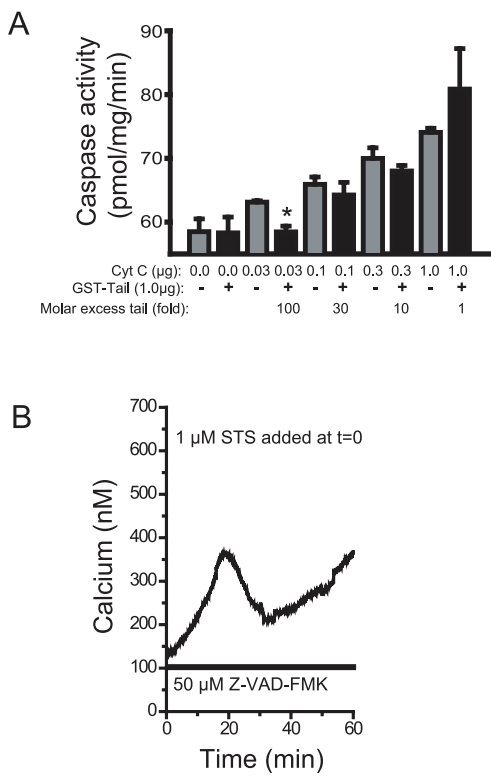 A
Caspase activity
(pmol/mg/min)
90
80
70
60
Cyt C (µg): 0.0 0.0 0.03 0.03 0.1 0.1 0.3 0.3 1.0 1.0
GST-Tail (1.0µg): - + - + - + - + - +
Molar excess tail (fold): 100 30 10 1
*
B
Calcium (nM)
700
600
500
400
300
200
100
0
1 µM STS added at t=0
50 µM Z-VAD-FMK
0 20 40 60
Time (min)